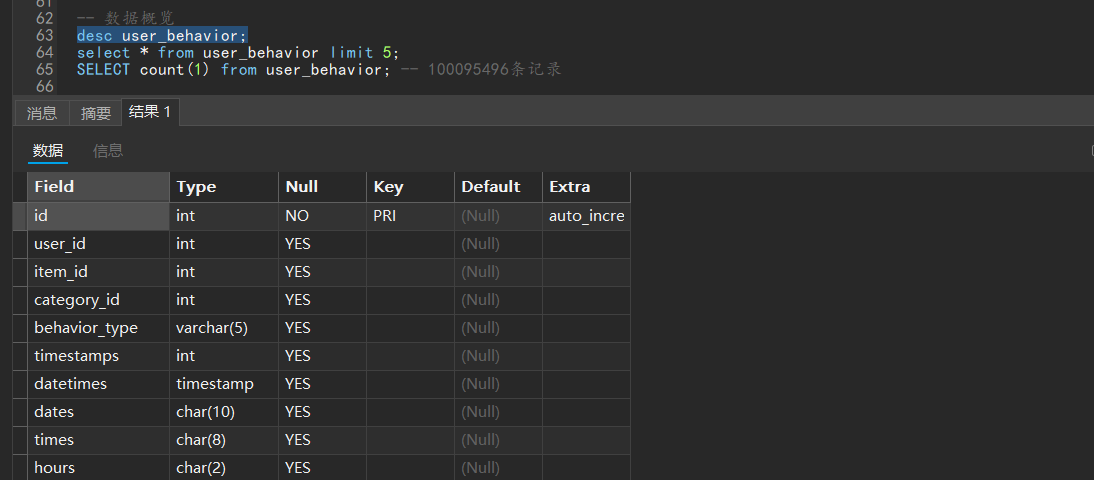 61
62 -- 数据概览
63 desc user_behavior;
64 select * from user_behavior limit 5;
65 SELECT count(1) from user_behavior; -- 100095496条记录
66
消息 摘要 结果 1
数据 信息
Field Type Null Key Default Extra
id int NO PRI (Null) auto_incre
user_id int YES (Null)
item_id int YES (Null)
category_id int YES (Null)
behavior_type varchar(5) YES (Null)
timestamps int YES (Null)
datetimes timestamp YES (Null)
dates char(10) YES (Null)
times char(8) YES (Null)
hours char(2) YES (Null)